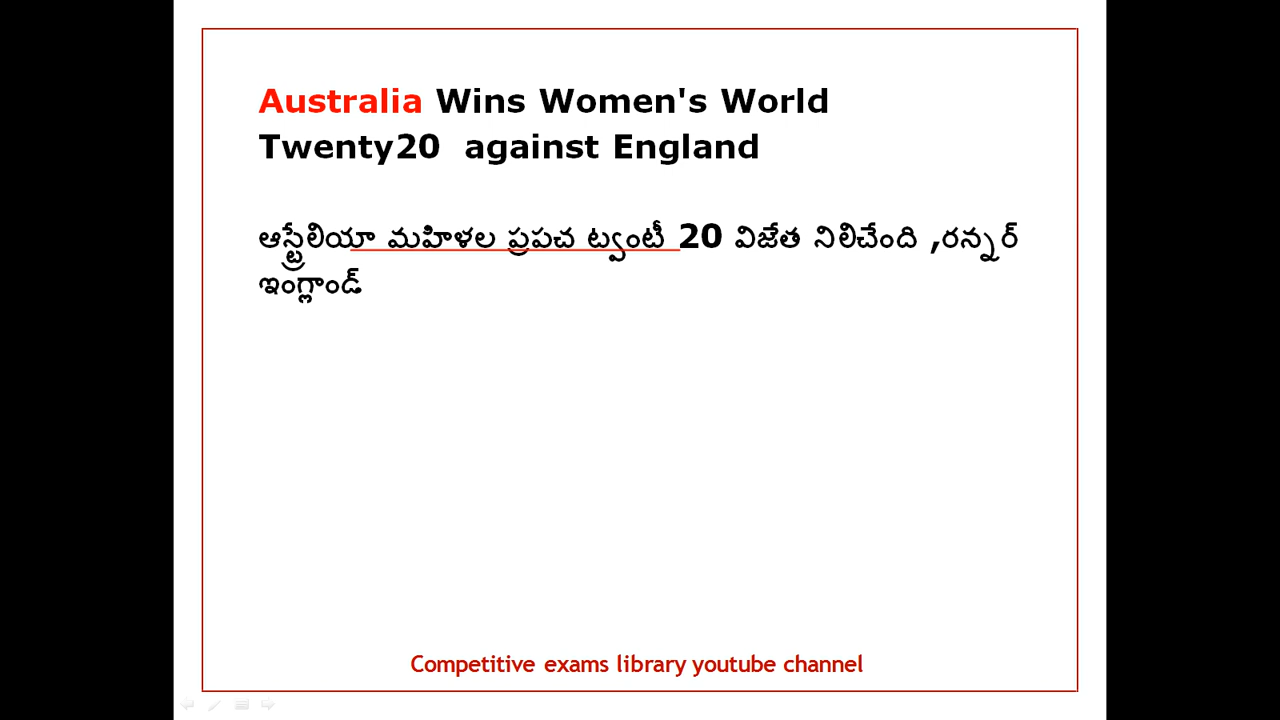 Australia Wins Women's World
Twenty20 against England
ఆస్ట్రేలియా మహిళల ప్రపచ ట్వంటీ 20 విజేత నిలిచేంది ,రన్నర్
ఇంగ్లాండ్
Competitive exams library youtube channel